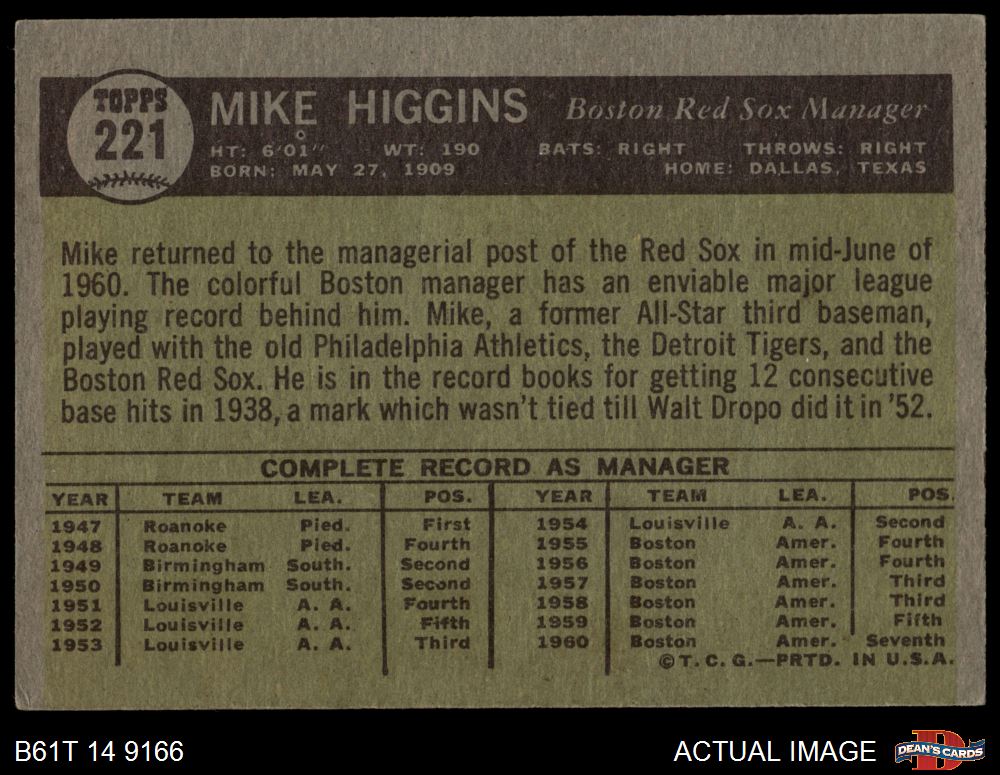 TOPPS
221
MIKE HIGGINS Boston Red Sox Manager
HT: 6'01" WT: 190 BATS: RIGHT THROWS: RIGHT
BORN: MAY 27, 1909 HOME: DALLAS, TEXAS
Mike returned to the managerial post of the Red Sox in mid-June of
1960. The colorful Boston manager has an enviable major league
playing record behind him. Mike, a former All-Star third baseman,
played with the old Philadelphia Athletics, the Detroit Tigers, and the
Boston Red Sox. He is in the record books for getting 12 consecutive
base hits in 1938, a mark which wasn't tied till Walt Dropo did it in '52.
COMPLETE RECORD AS MANAGER
YEAR TEAM LEA. POS. YEAR TEAM LEA. POS.
1947 Roanoke Pied. First 1954 Louisville A. A. Second
1948 Roanoke Pied. Fourth 1955 Boston Amer. Fourth
1949 Birmingham South. Second 1956 Boston Amer. Fourth
1950 Birmingham South. Second 1957 Boston Amer. Third
1951 Louisville A. A. Fourth 1958 Boston Amer. Third
1952 Louisville A. A. Fifth 1959 Boston Amer. Fifth
1953 Louisville A. A. Third 1960 Boston Amer. Seventh
©T. C. G.—PRTD. IN U.S.A.
B61T 14 9166 ACTUAL IMAGE DEAN'S CARDS